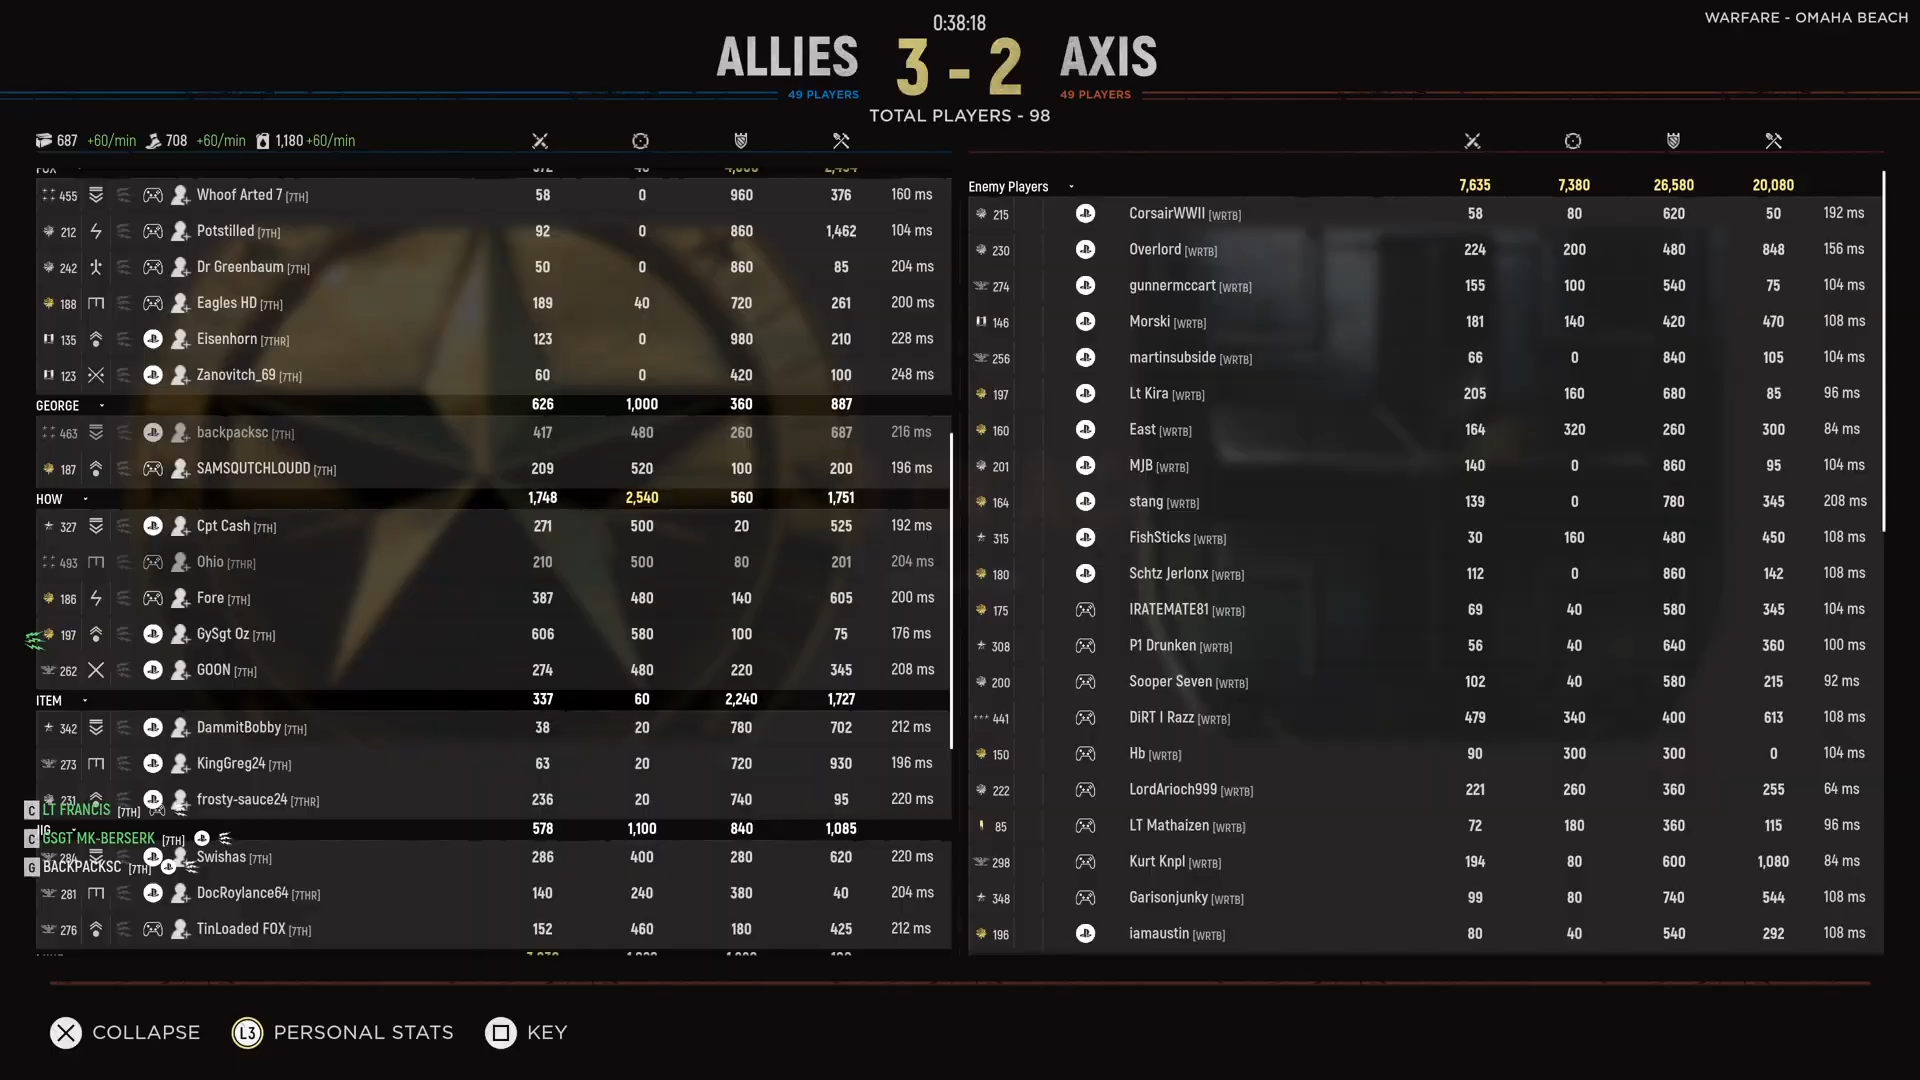 0:38:18
WARFARE - OMAHA BEACH
ALLIES 3 - 2 AXIS
49 PLAYERS
49 PLAYERS
TOTAL PLAYERS - 98
687 +60/min 708 +60/min 1,180 +60/min
455 Whoof Arted 7 [7TH] 58 0 960 376 160 ms
212 Potstilled [7TH] 92 0 860 1,462 104 ms
242 Dr Greenbaum [7TH] 50 0 860 85 204 ms
188 Eagles HD [7TH] 189 40 720 261 200 ms
135 Eisenhorn [7THR] 123 0 980 210 228 ms
123 Zanovitch_69 [7TH] 60 0 420 100 248 ms
GEORGE 626 1,000 360 887
463 backpacksc [7TH] 417 480 260 687 216 ms
187 SAMSQUTCHLOUDD [7TH] 209 520 100 200 196 ms
HOW 1,748 2,540 560 1,751
327 Cpt Cash [7TH] 271 500 20 525 192 ms
493 Ohio [7THR] 210 500 80 201 204 ms
186 Fore [7TH] 387 480 140 605 200 ms
197 GySgt Oz [7TH] 606 580 100 75 176 ms
262 GOON [7TH] 274 480 220 345 208 ms
ITEM 337 60 2,240 1,727
342 DammitBobby [7TH] 38 20 780 702 212 ms
273 KingGreg24 [7TH] 63 20 720 930 196 ms
231 frosty-sauce24 [7THR] 236 20 740 95 220 ms
C LT FRANCIS [7TH]
578 1,100 840 1,085
C GSGT MK-BERSERK [7TH]
284 Swishas [7TH] 286 400 280 620 220 ms
G BACKPACKSC [7TH]
281 DocRoylance64 [7THR] 140 240 380 40 204 ms
276 TinLoaded FOX [7TH] 152 460 180 425 212 ms
Enemy Players 7,635 7,380 26,580 20,080
215 CorsairWWII [WRTB] 58 80 620 50 192 ms
230 Overlord [WRTB] 224 200 480 848 156 ms
274 gunnermccart [WRTB] 155 100 540 75 104 ms
146 Morski [WRTB] 181 140 420 470 108 ms
256 martinsubside [WRTB] 66 0 840 105 104 ms
197 Lt Kira [WRTB] 205 160 680 85 96 ms
160 East [WRTB] 164 320 260 300 84 ms
201 MJB [WRTB] 140 0 860 95 104 ms
164 stang [WRTB] 139 0 780 345 208 ms
315 FishSticks [WRTB] 30 160 480 450 108 ms
180 Schtz Jerlonx [WRTB] 112 0 860 142 108 ms
175 IRATEMATE81 [WRTB] 69 40 580 345 104 ms
308 P1 Drunken [WRTB] 56 40 640 360 100 ms
200 Sooper Seven [WRTB] 102 40 580 215 92 ms
441 DiRT I Razz [WRTB] 479 340 400 613 108 ms
150 Hb [WRTB] 90 300 300 0 104 ms
222 LordArioch999 [WRTB] 221 260 360 255 64 ms
85 LT Mathaizen [WRTB] 72 180 360 115 96 ms
298 Kurt Knpl [WRTB] 194 80 600 1,080 84 ms
348 Garisonjunky [WRTB] 99 80 740 544 108 ms
196 iamaustin [WRTB] 80 40 540 292 108 ms
COLLAPSE L3 PERSONAL STATS KEY